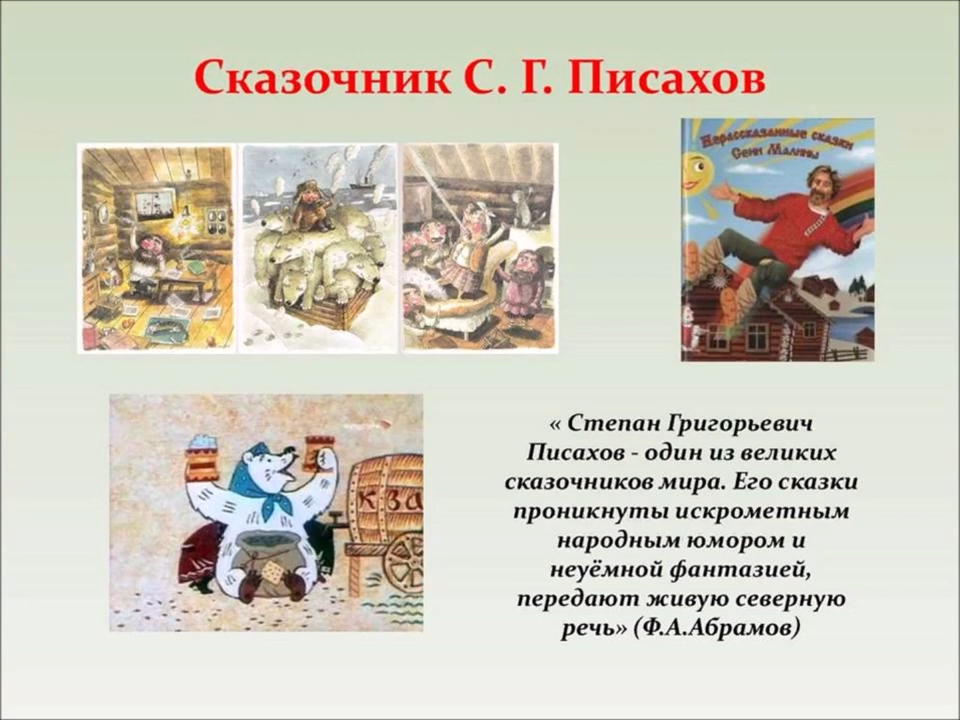 Сказочник С. Г. Писахов
Нерассказанные сказки
Сени Малины
ква
« Степан Григорьевич
Писахов - один из великих
сказочников мира. Его сказки
проникнуты искрометным
народным юмором и
неуёмной фантазией,
передают живую северную
речь» (Ф.А.Абрамов)